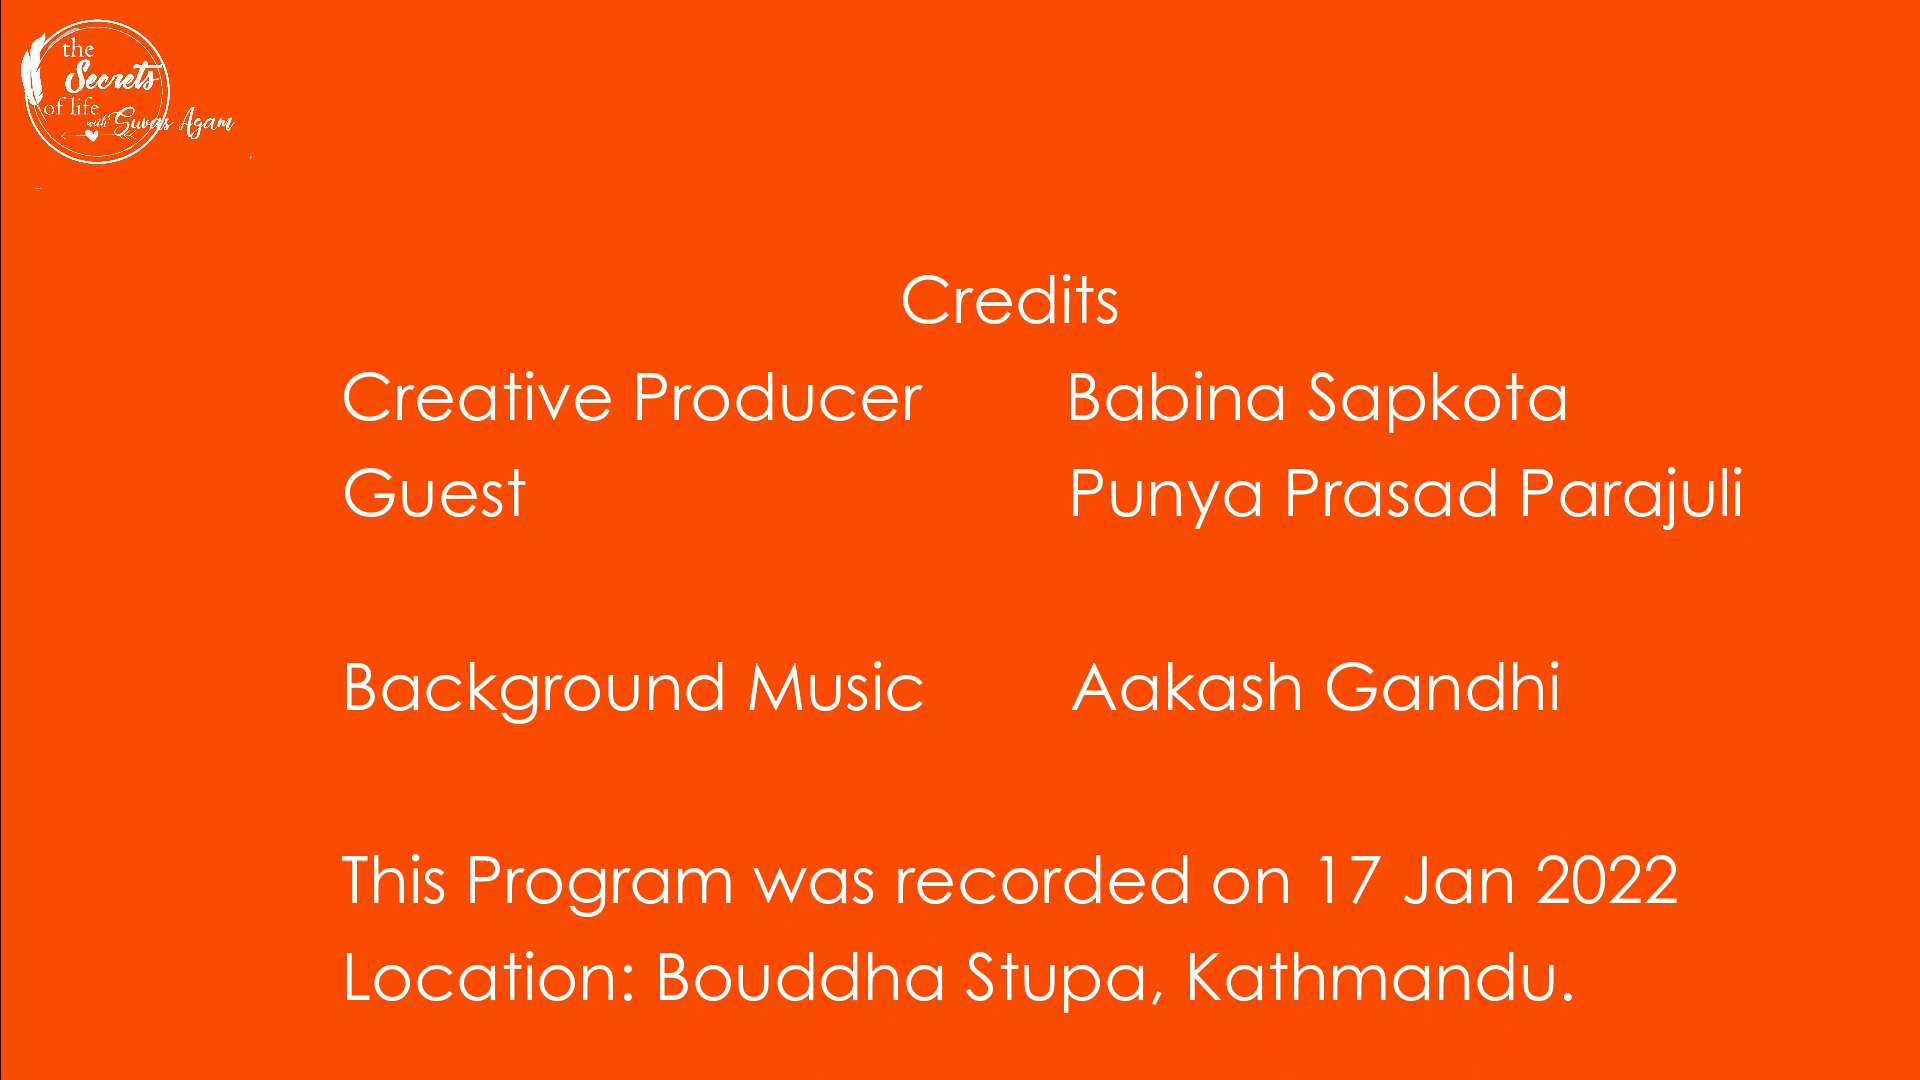 the
Secrets
of life
with Suvas Agam
Credits
Creative Producer Babina Sapkota
Guest Punya Prasad Parajuli
Background Music Aakash Gandhi
This Program was recorded on 17 Jan 2022
Location: Bouddha Stupa, Kathmandu.